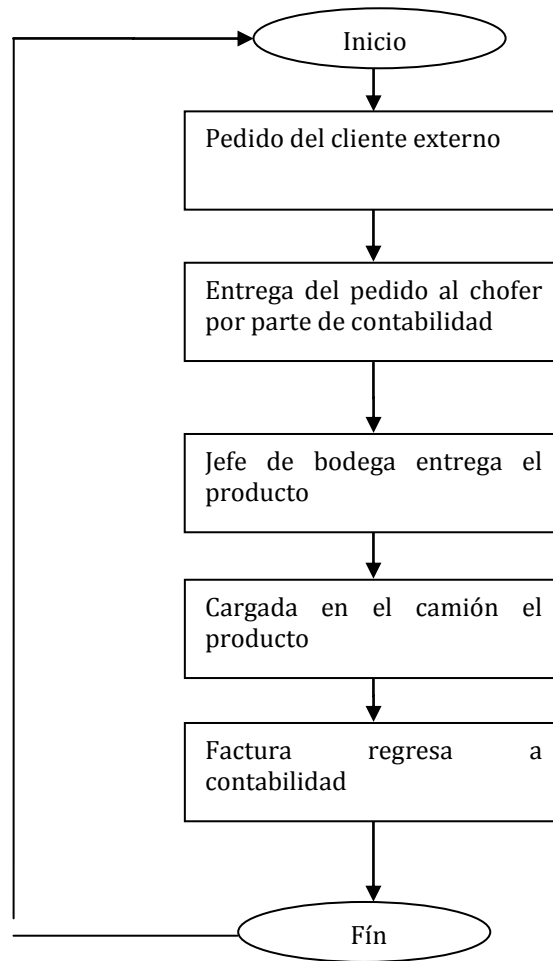 Inicio
Pedido del cliente externo
Entrega del pedido al chofer
por parte de contabilidad
Jefe de bodega entrega el
producto
Cargada en el camión el
producto
Factura regresa a
contabilidad
Fín